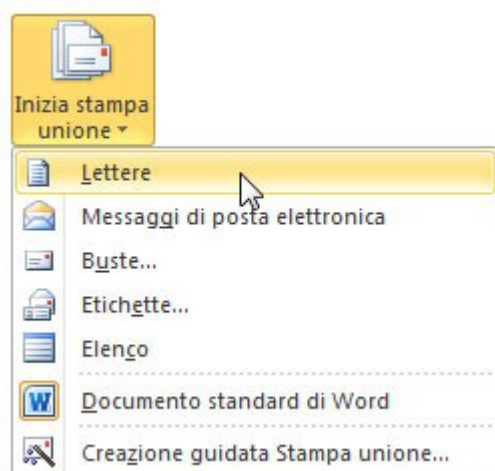 Inizia stampa
unione
Lettere
Messaggi di posta elettronica
Buste...
Etichette...
Elenco
W
Documento standard di Word
Creazione guidata Stampa unione...